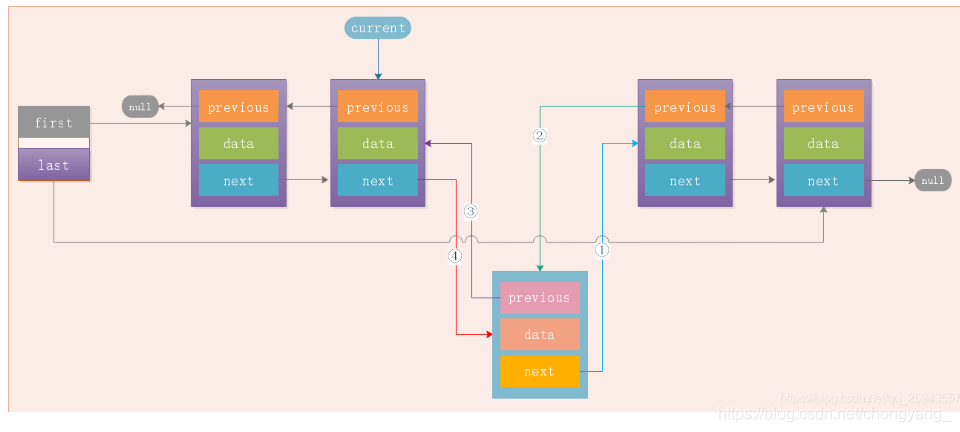 current
null
previous
data
next
previous
data
next
previous
data
next
previous
data
next
null
first
last
②
③
①
④
previous
data
next
https://blog.csdn.net/chongyang_